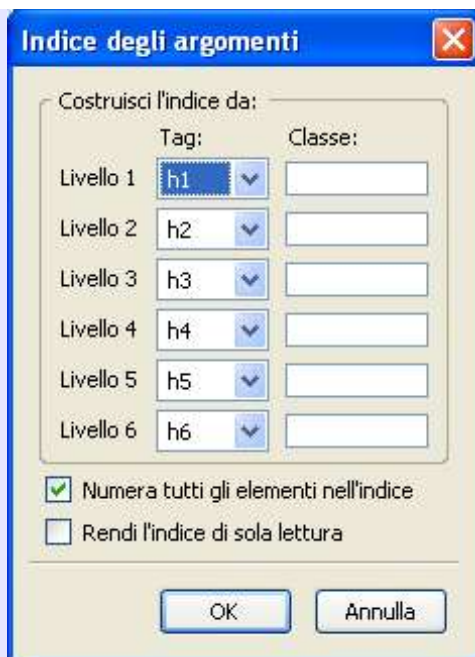 Indice degli argomenti
Costruisci l'indice da:
Tag: Classe:
Livello 1 h1
Livello 2 h2
Livello 3 h3
Livello 4 h4
Livello 5 h5
Livello 6 h6
Numera tutti gli elementi nell'indice
Rendi l'indice di sola lettura
OK Annulla